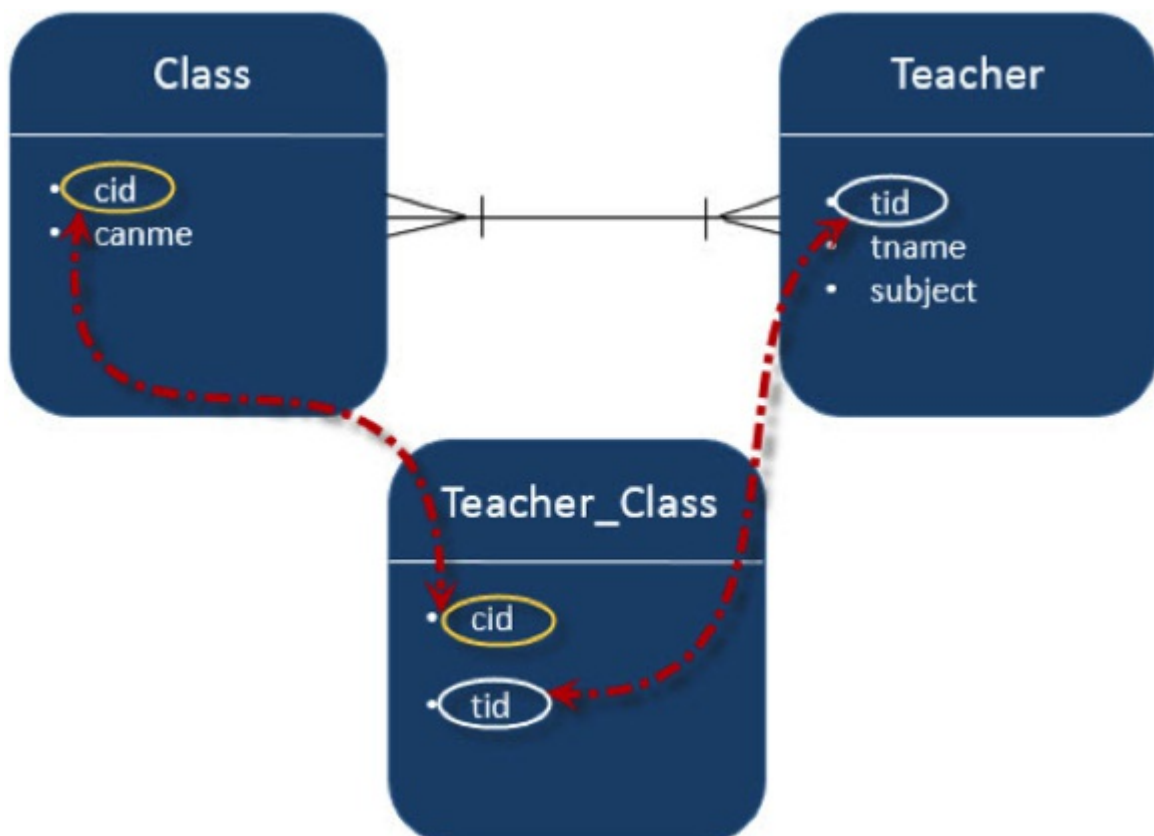 Class
cid
canme
Teacher
tid
tname
subject
Teacher_Class
cid
tid